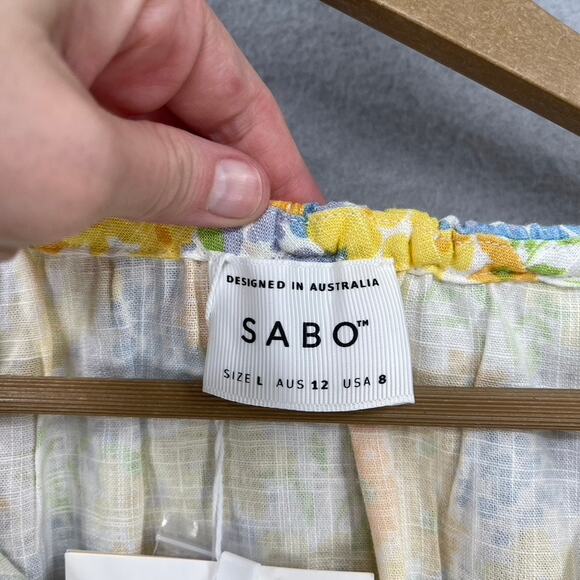 DESIGNED IN AUSTRALIA
SABO™
SIZE L AUS 12 USA 8